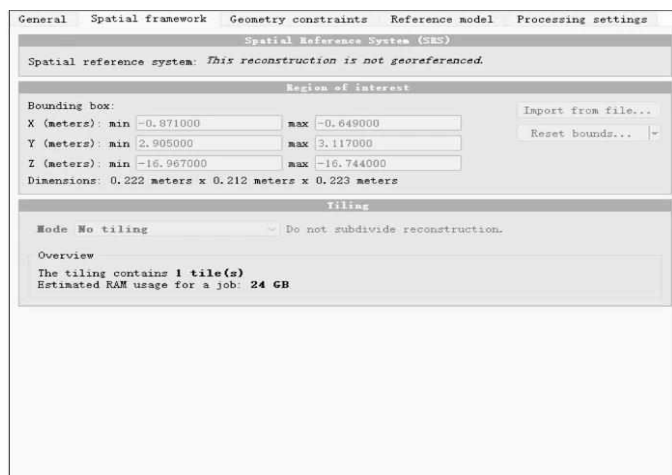 General Spatial framework Geometry constraints Reference model Processing settings
Spatial Reference System (SRS)
Spatial reference system: This reconstruction is not georeferenced.
Region of interest
Bounding box:
X (meters): min -0.871000 max -0.649000
Import from file...
Y (meters): min 2.905000 max 3.117000
Reset bounds...
Z (meters): min -16.967000 max -16.744000
Dimensions: 0.222 meters x 0.212 meters x 0.223 meters
Tiling
Mode No tiling Do not subdivide reconstruction.
Overview
The tiling contains 1 tile(s)
Estimated RAM usage for a job: 24 GB